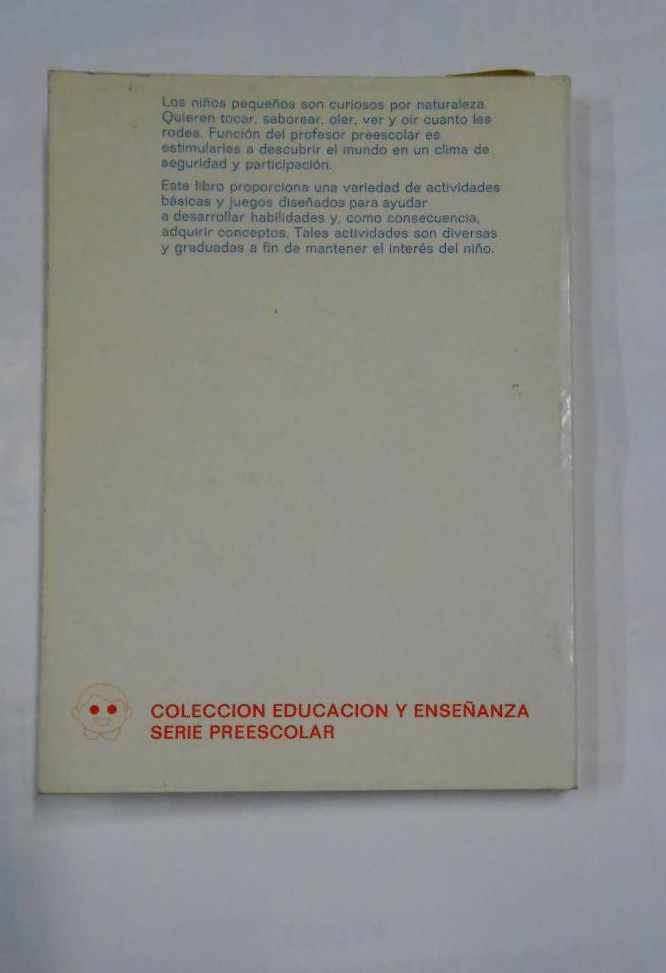 Los niños pequeños son curiosos por naturaleza.
Quieren tocar, saborear, oler, ver y oir cuanto les
rodea. Función del profesor preescolar es
estimularles a descubrir el mundo en un clima de
seguridad y participación.
Este libro proporciona una variedad de actividades
básicas y juegos diseñados para ayudar
a desarrollar habilidades y, como consecuencia,
adquirir conceptos. Tales actividades son diversas
y graduadas a fin de mantener el interés del niño.
COLECCION EDUCACION Y ENSEÑANZA
SERIE PREESCOLAR